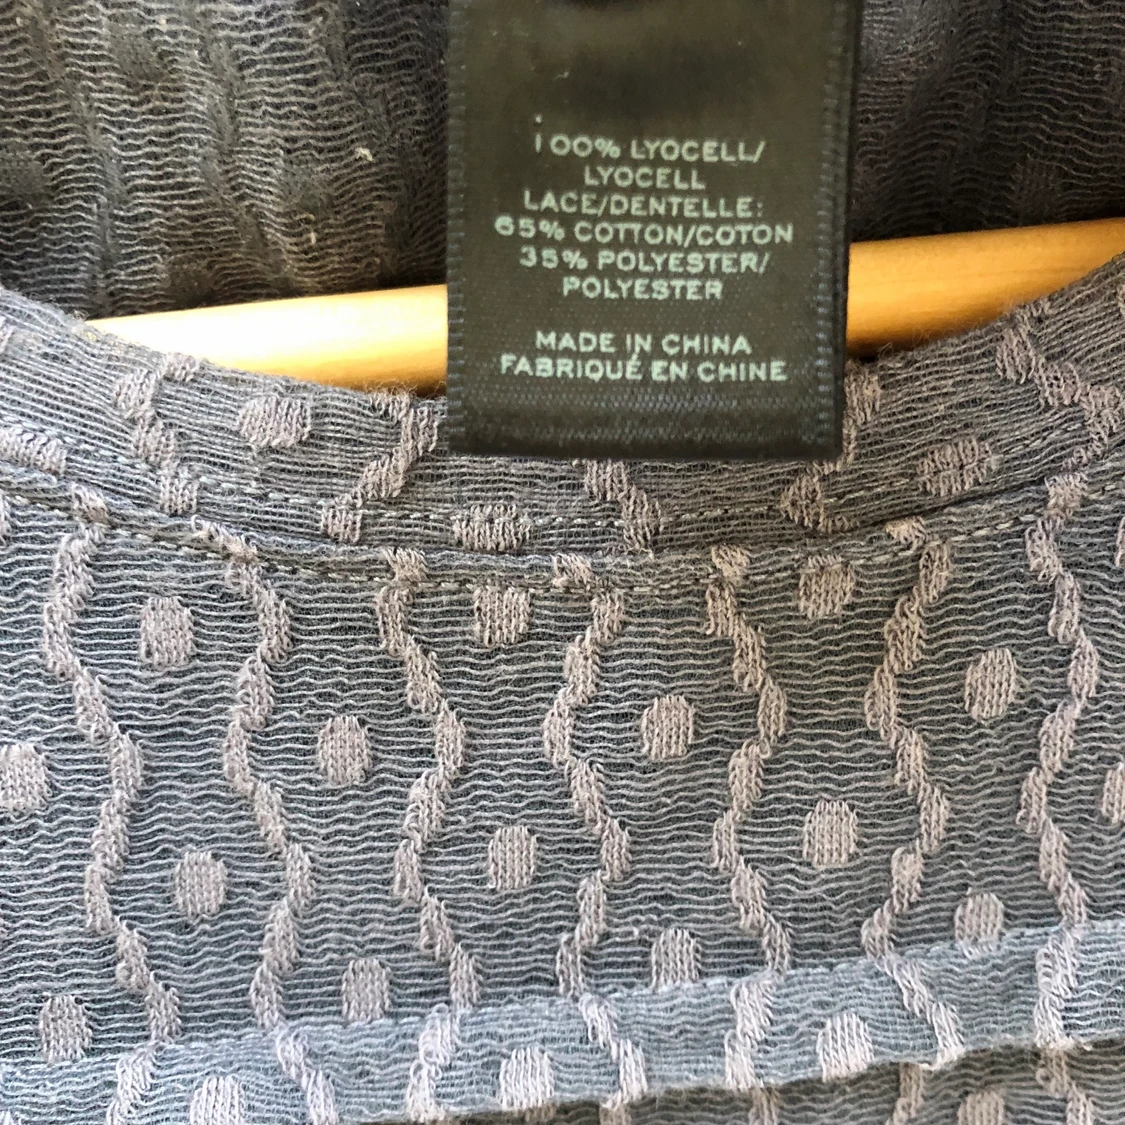 100% LYOCELL/
LYOCELL
LACE/DENTELLE:
65% COTTON/COTON
35% POLYESTER/
POLYESTER
MADE IN CHINA
FABRIQUÉ EN CHINE